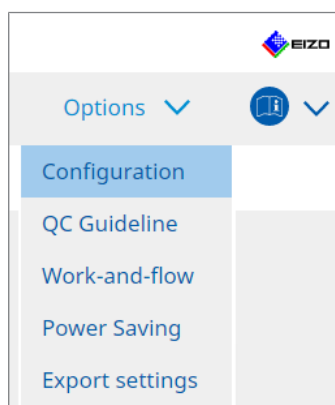 EIZO
Options
Configuration
QC Guideline
Work-and-flow
Power Saving
Export settings